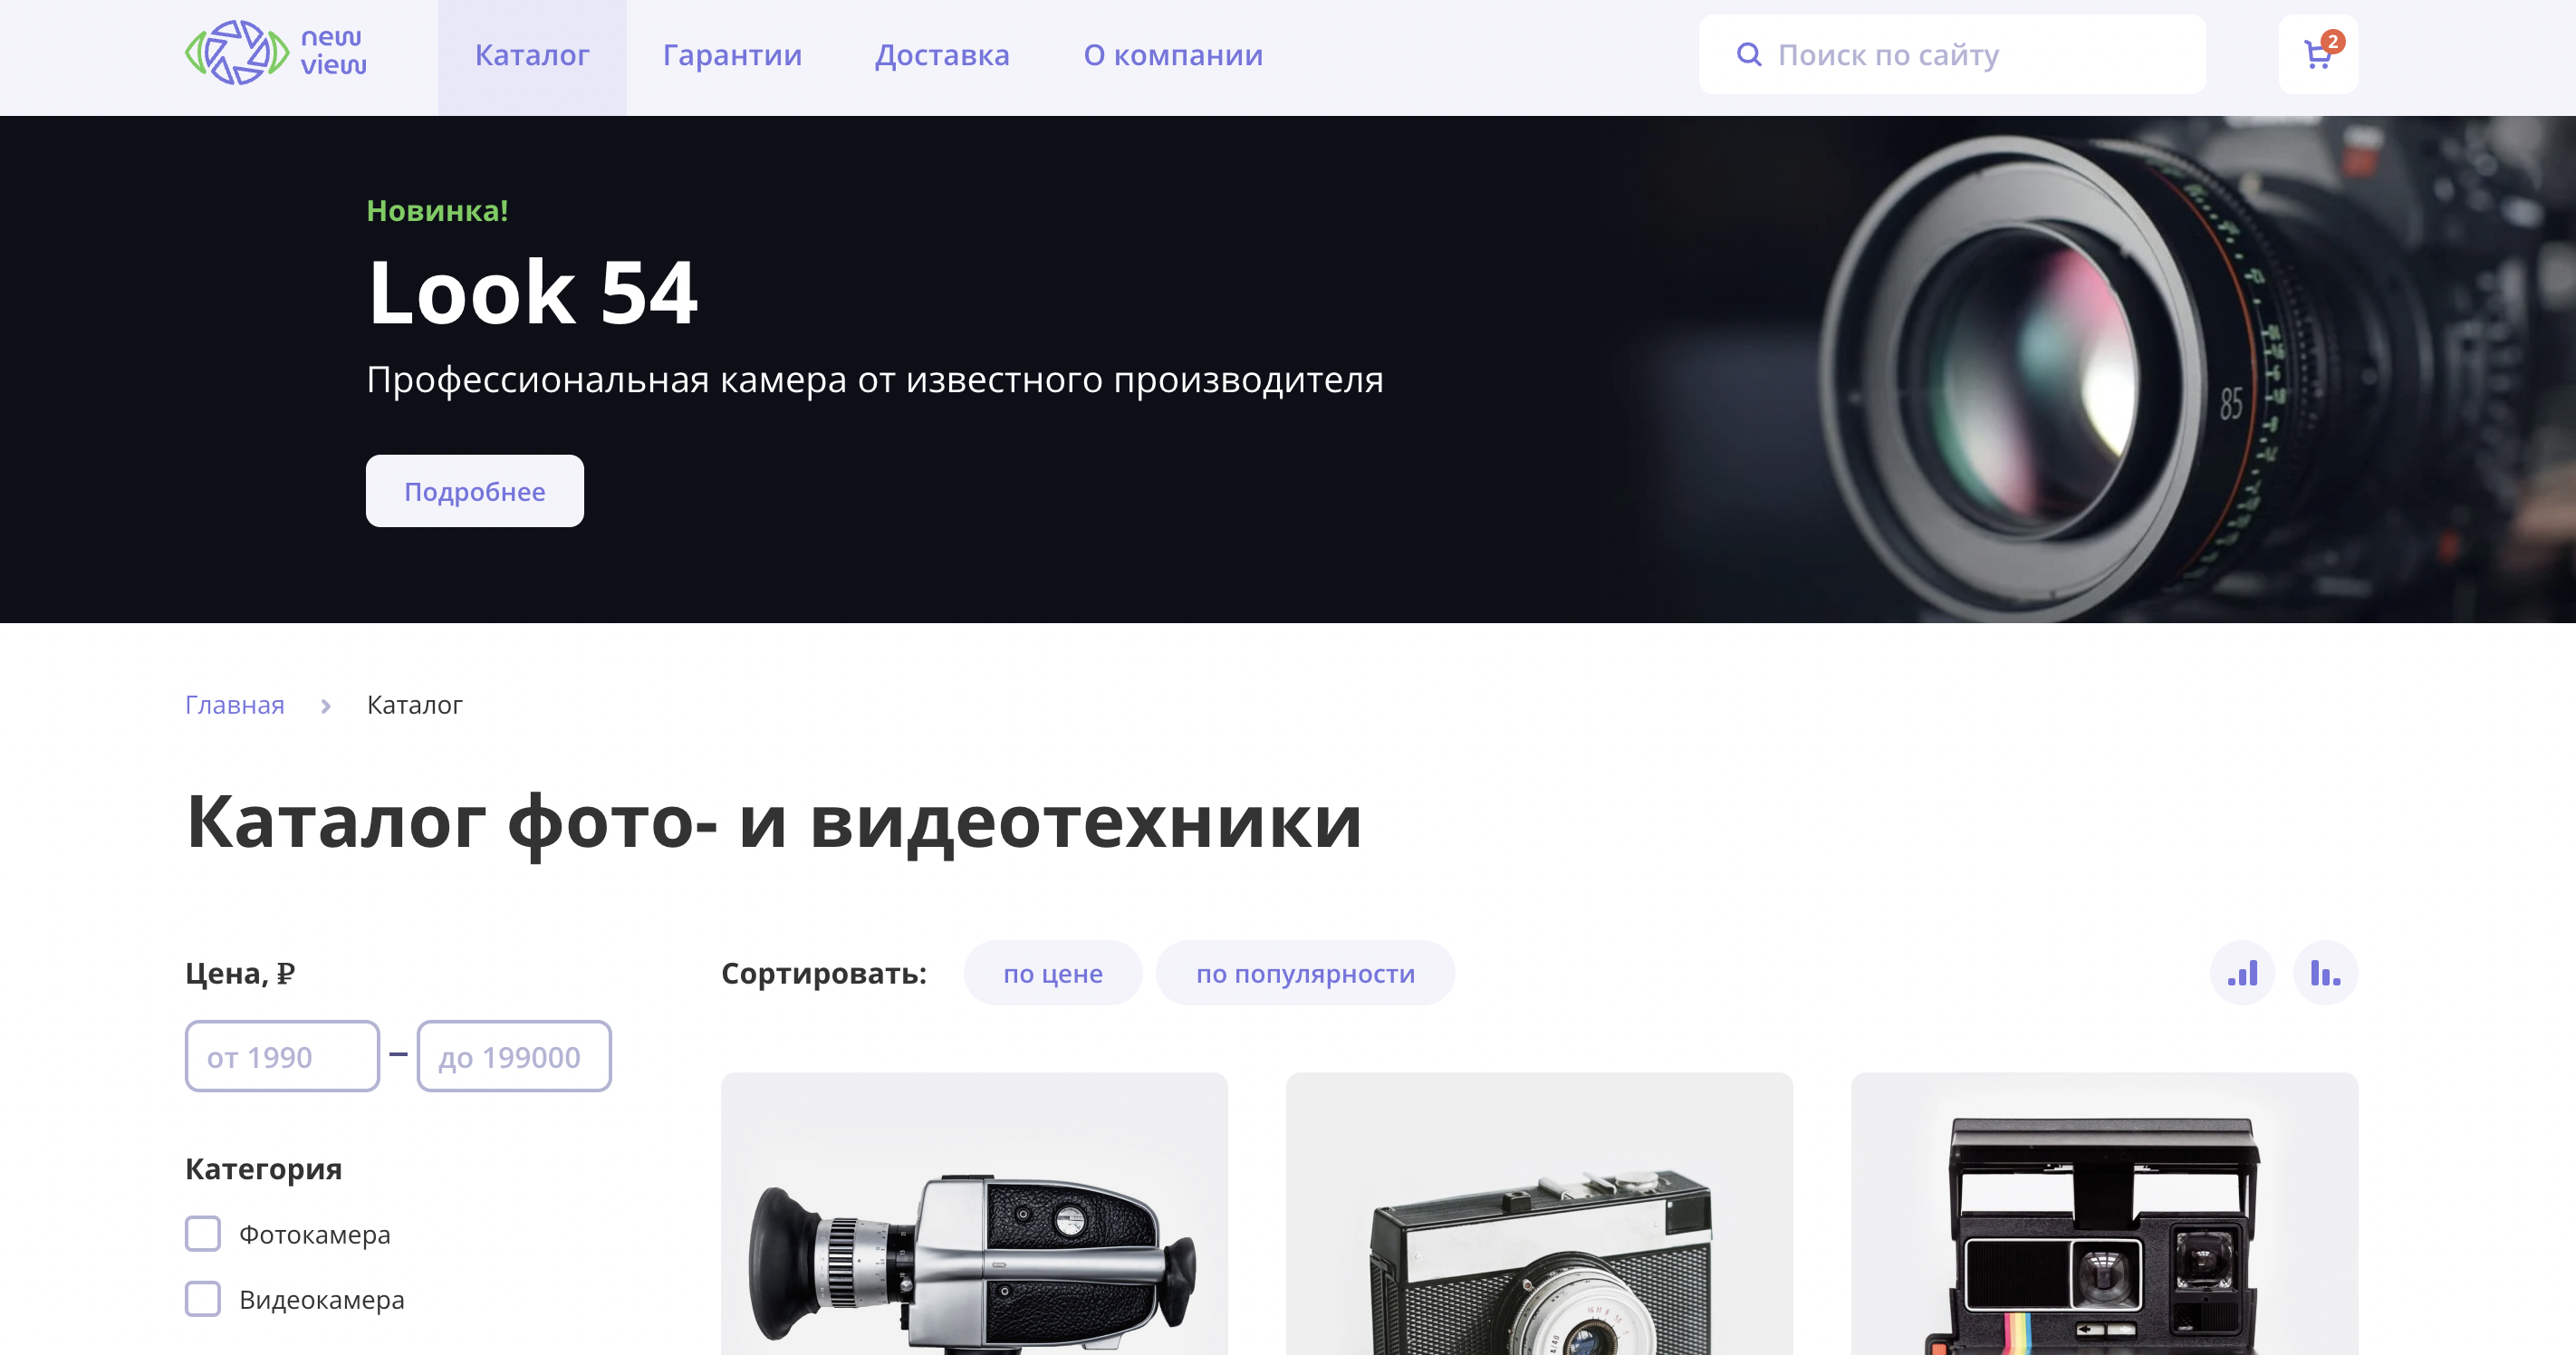 new
view
Каталог
Гарантии
Доставка
О компании
Поиск по сайту
2
Новинка!
Look 54
Профессиональная камера от известного производителя
Подробнее
85
Главная
Каталог
Каталог фото- и видеотехники
Цена, ₽
Сортировать:
по цене
по популярности
от 1990
–
до 199000
Категория
Фотокамера
Видеокамера